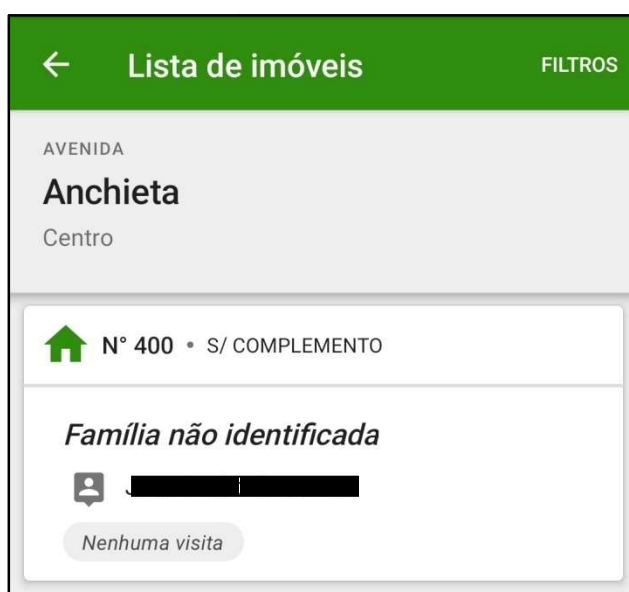 Lista de imóveis FILTROS
AVENIDA
Anchieta
Centro
N° 400 • S/ COMPLEMENTO
Família não identificada
Nenhuma visita